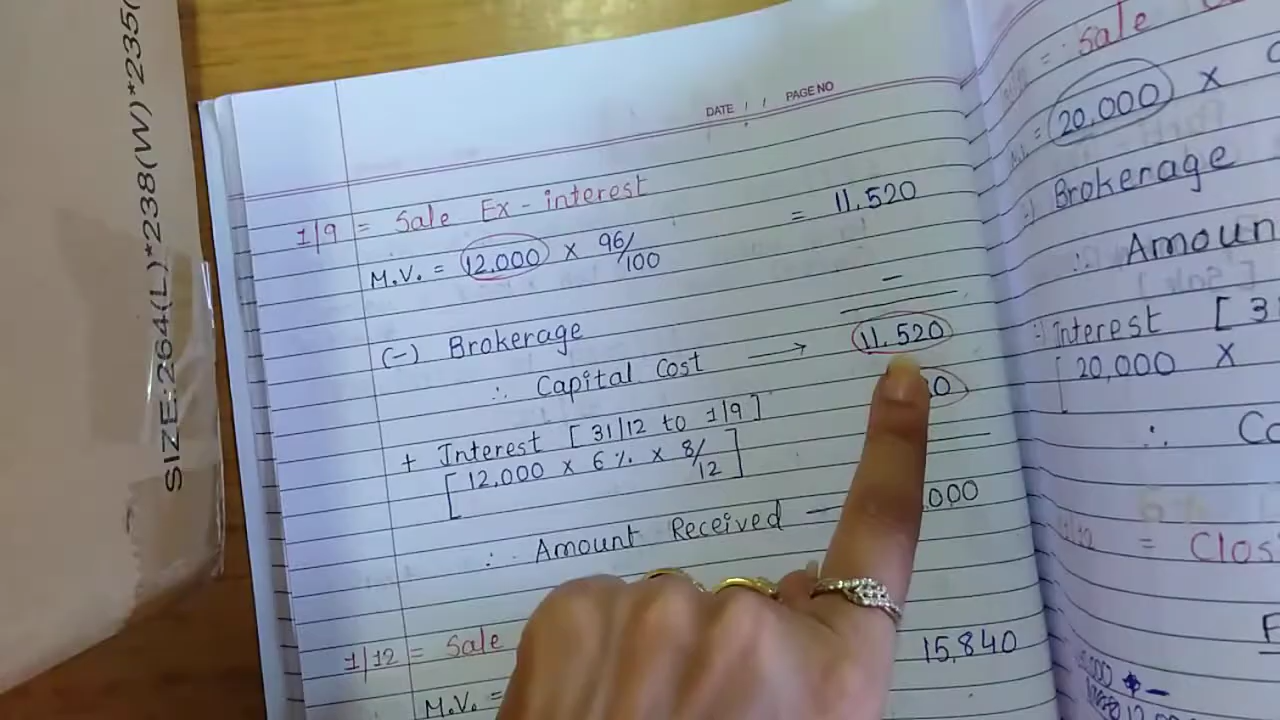 SIZE:264(L)*238(W)*235(
DATE / / PAGE NO
1/9 = Sale Ex - interest
M.V. = 12,000 × 96/100 = 11,520
(-) Brokerage –
∴ Capital Cost → 11,520
+ Interest [31/12 to 1/9]
[12,000 × 6% × 8/12]
∴ Amount Received — 000
1/12 = Sale
M.V. = 15,840
= Sale
= 20,000 ×
Brokerage
∴ Amoun
Interest [3
[20,000 ×
∴ Co
= Clos